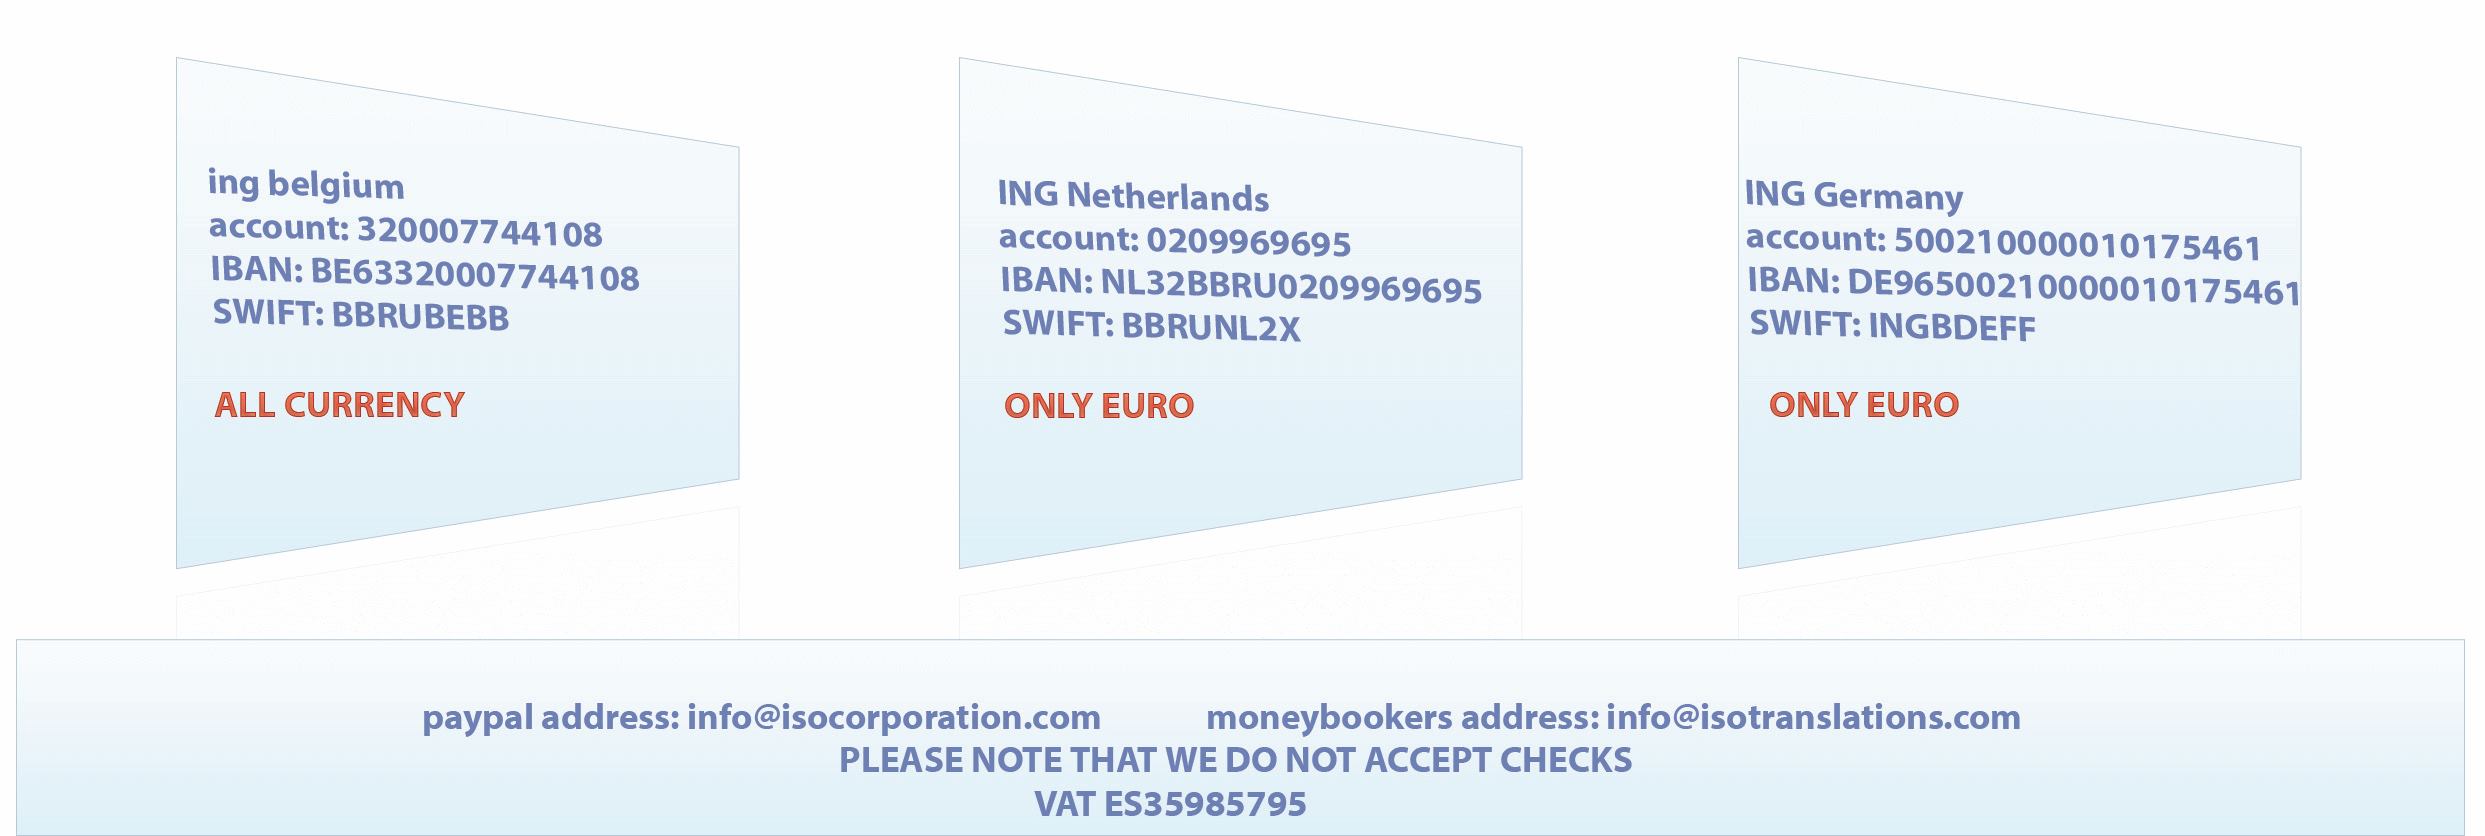 ing belgium
account: 320007744108
IBAN: BE63320007744108
SWIFT: BBRUBEBB
ALL CURRENCY
ING Netherlands
account: 0209969695
IBAN: NL32BBRU0209969695
SWIFT: BBRUNL2X
ONLY EURO
ING Germany
account: 500210000010175461
IBAN: DE96500210000010175461
SWIFT: INGBDEFF
ONLY EURO
paypal address: info@isocorporation.com moneybookers address: info@isotranslations.com
PLEASE NOTE THAT WE DO NOT ACCEPT CHECKS
VAT ES35985795